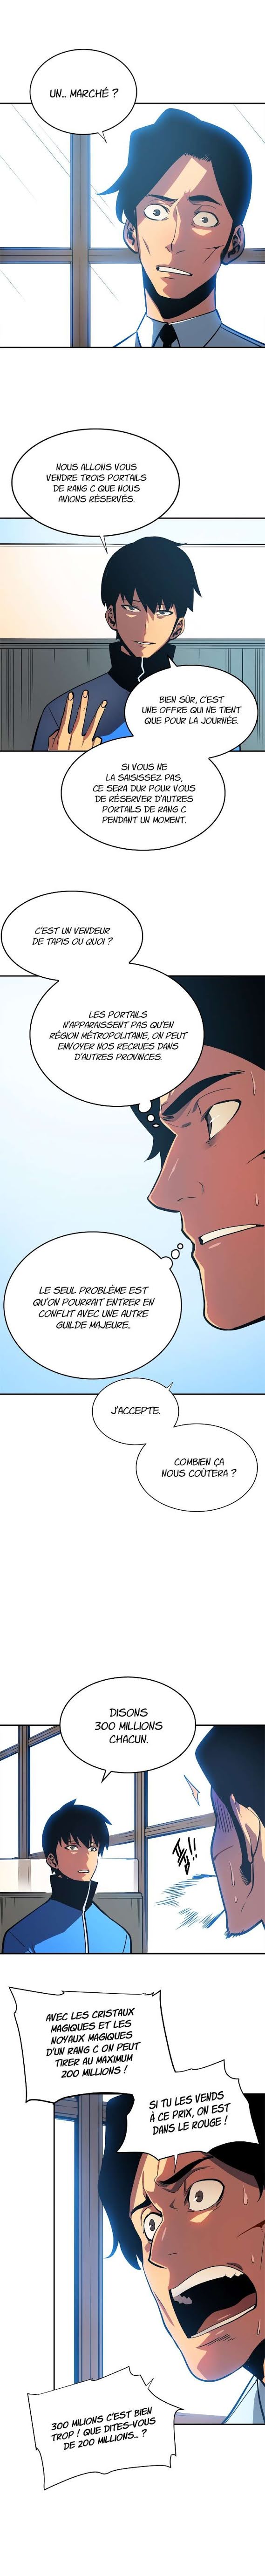 UN... MARCHÉ ?
NOUS ALLONS VOUS
VENDRE TROIS PORTAILS
DE RANG C QUE NOUS
AVIONS RÉSERVÉS.
BIEN SÛR, C'EST
UNE OFFRE QUI NE TIENT
QUE POUR LA JOURNÉE.
SI VOUS NE
LA SAISISSEZ PAS,
CE SERA DUR POUR VOUS
DE RÉSERVER D'AUTRES
PORTAILS DE RANG C
PENDANT UN MOMENT.
C'EST UN VENDEUR
DE TAPIS OU QUOI ?
LES PORTAILS
N'APPARAISSENT PAS QU'EN
RÉGION MÉTROPOLITAINE, ON PEUT
ENVOYER NOS RECRUES DANS
D'AUTRES PROVINCES.
LE SEUL PROBLÈME EST
QU'ON POURRAIT ENTRER EN
CONFLIT AVEC UNE AUTRE
GUILDE MAJEURE..
J'ACCEPTE.
COMBIEN ÇA
NOUS COÛTERA ?
DISONS
300 MILLIONS
CHACUN.
AVEC LES CRISTAUX
MAGIQUES ET LES
NOYAUX MAGIQUES
D'UN RANG C ON PEUT
TIRER AU MAXIMUM
200 MILLIONS !
SI TU LES VENDS
À CE PRIX, ON EST
DANS LE ROUGE !
300 MILIONS C'EST BIEN
TROP ! QUE DITES-VOUS
DE 200 MILLIONS... ?